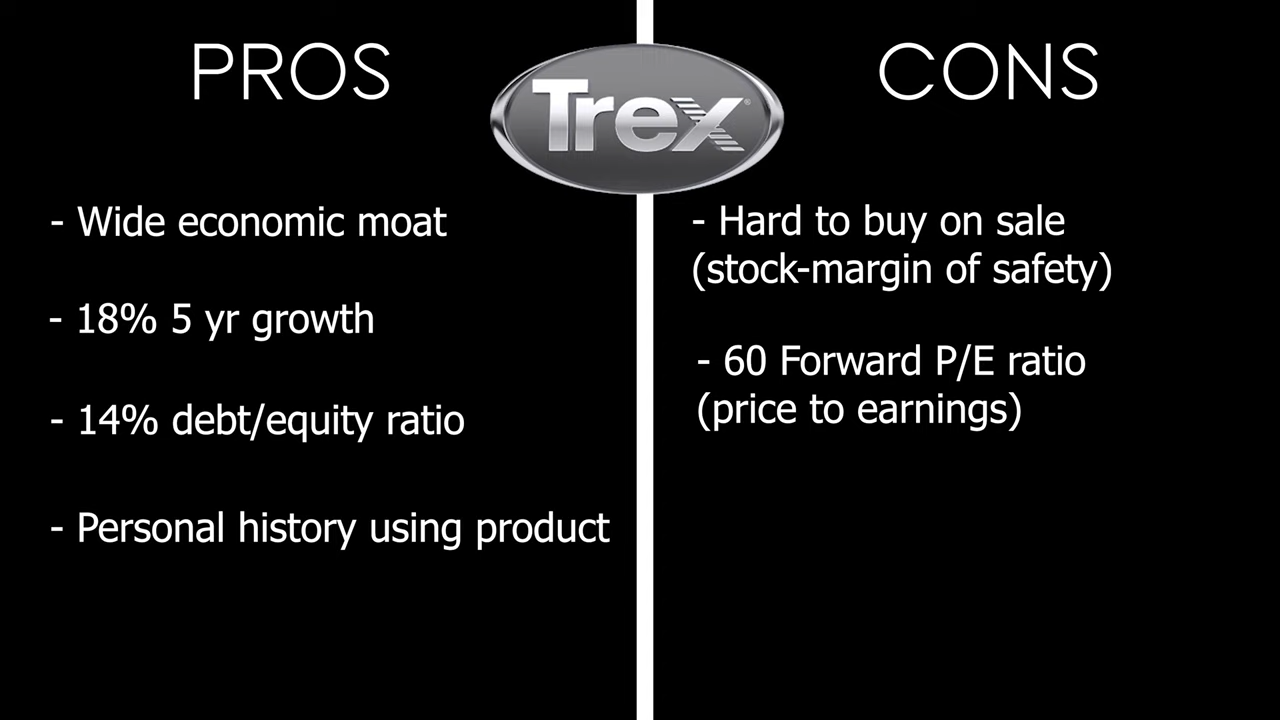 PROS
Trex
CONS
- Wide economic moat
- 18% 5 yr growth
- 14% debt/equity ratio
- Personal history using product
- Hard to buy on sale
(stock-margin of safety)
- 60 Forward P/E ratio
(price to earnings)